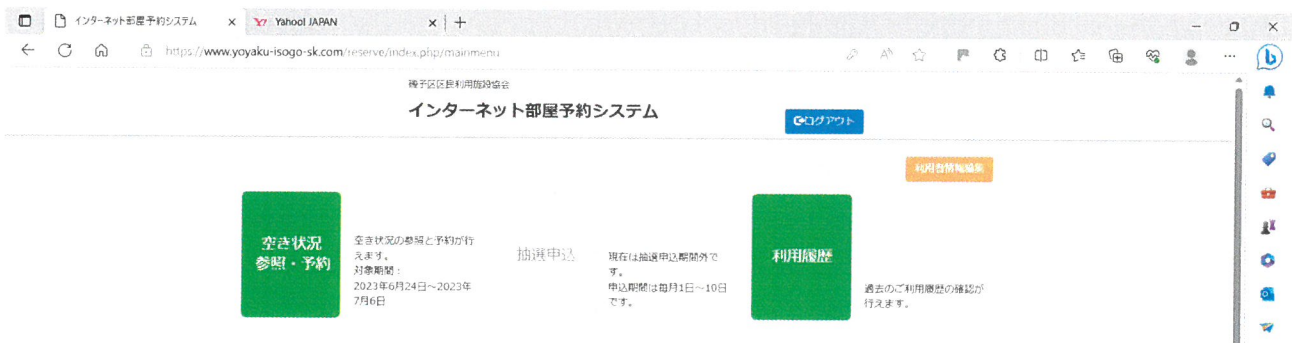 インターネット部屋予約システム
Yahoo! JAPAN
https://www.yoyaku-isogo-sk.com/reserve/index.php/mainmenu
磯子区区民利用施設協会
インターネット部屋予約システム
ログアウト
利用者情報編集
空き状況
参照・予約
空き状況の参照と予約が行
えます。
対象期間：
2023年6月24日～2023年
7月6日
抽選申込
現在は抽選申込期間外で
す。
申込期間は毎月1日～10日
です。
利用履歴
過去のご利用履歴の確認が
行えます。